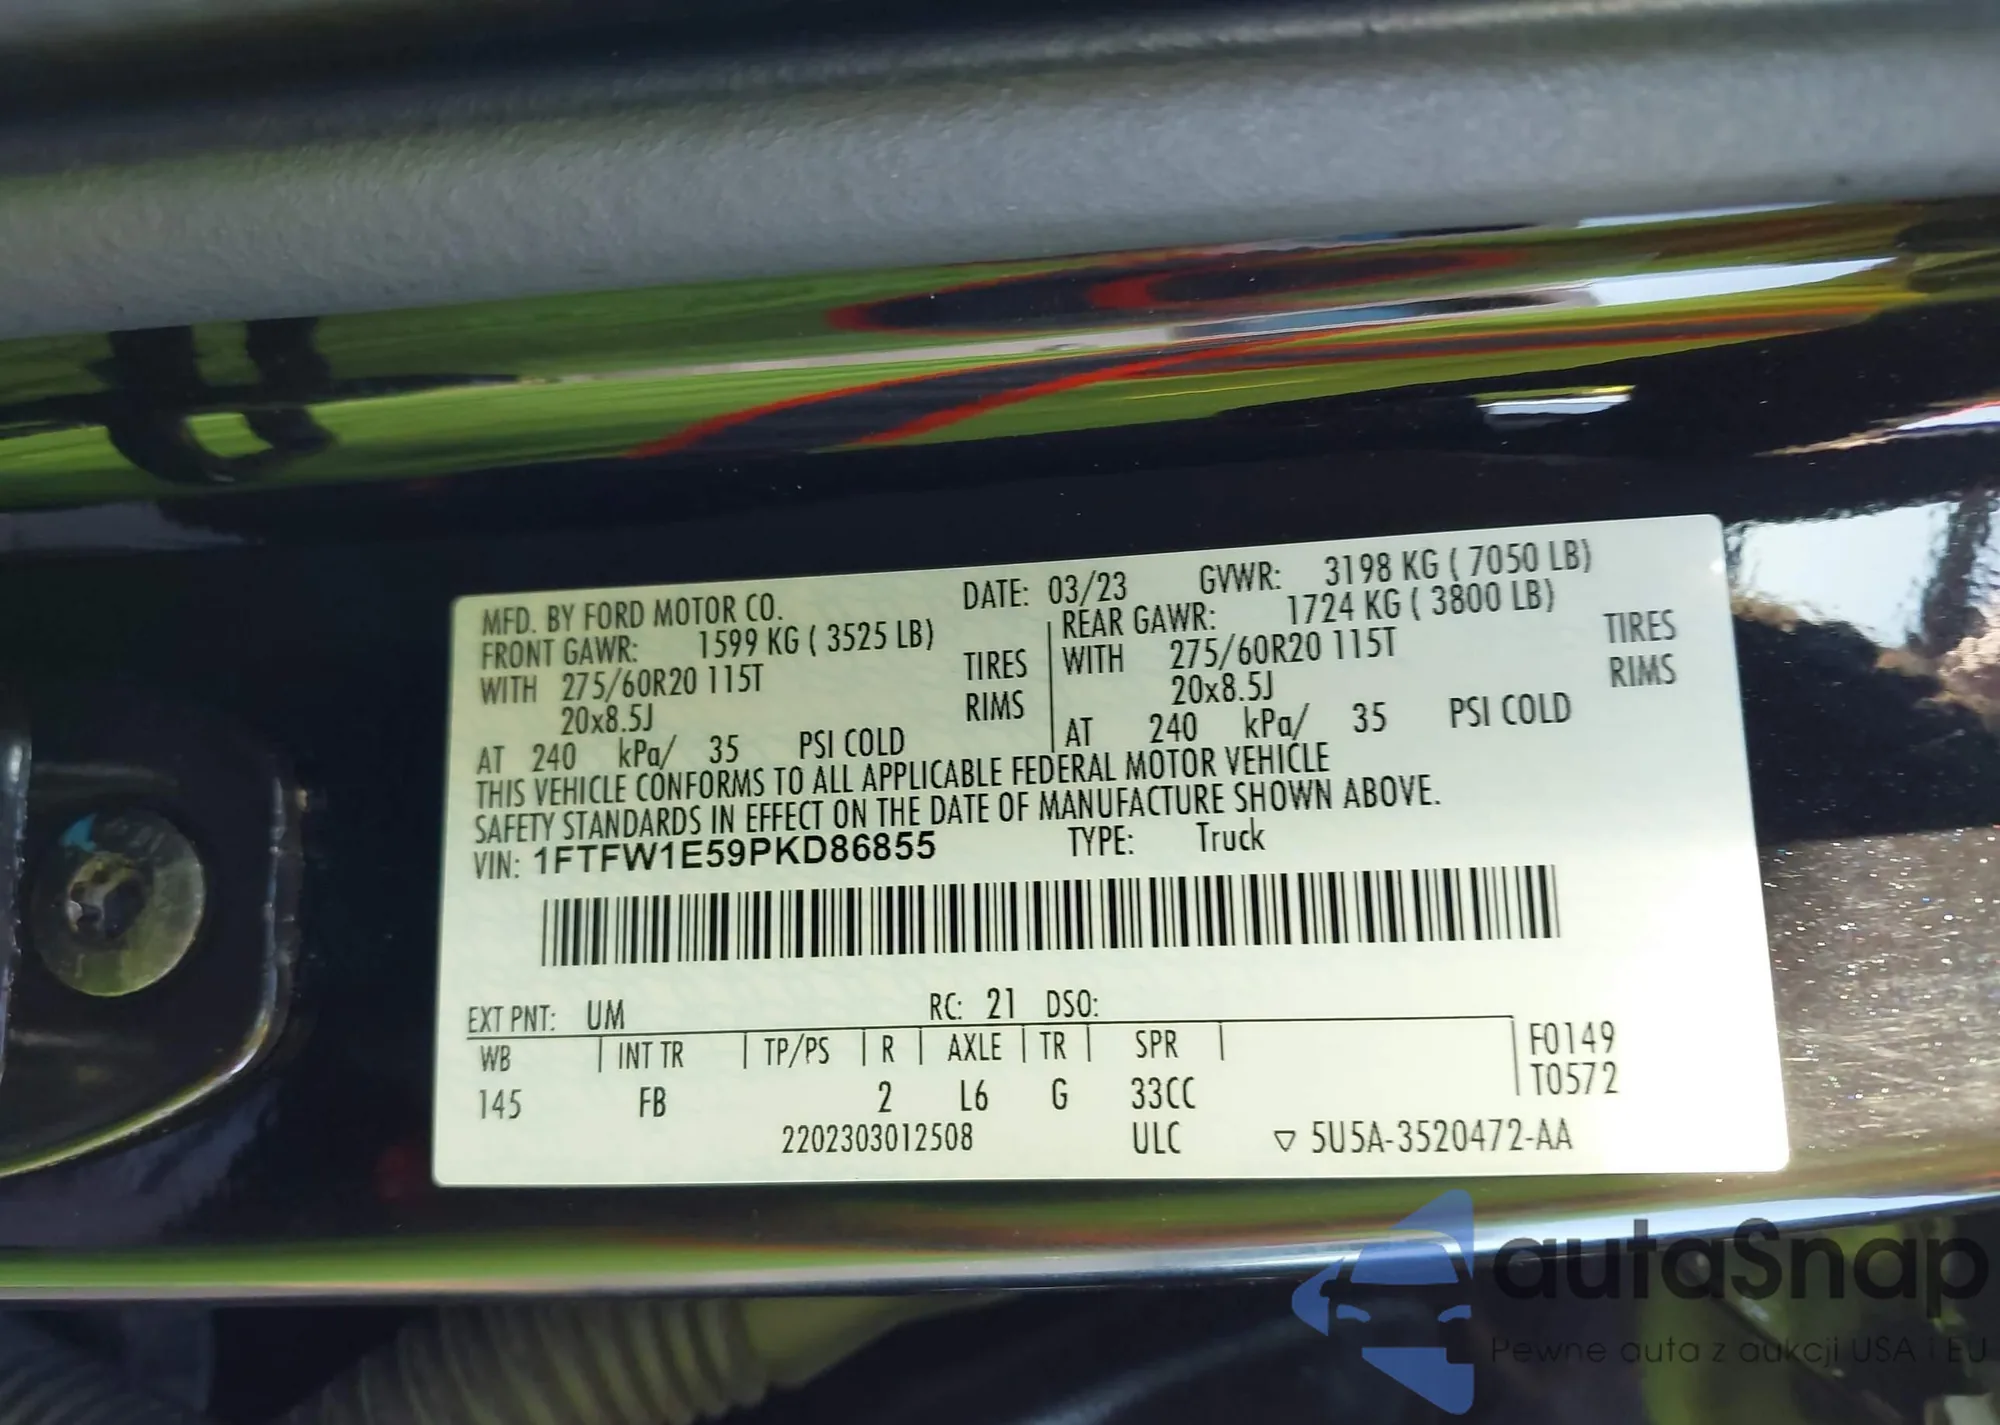 MFD. BY FORD MOTOR CO. DATE: 03/23 GVWR: 3198 KG ( 7050 LB)
FRONT GAWR: 1599 KG ( 3525 LB) REAR GAWR: 1724 KG ( 3800 LB)
WITH 275/60R20 115T TIRES WITH 275/60R20 115T TIRES
20x8.5J RIMS 20x8.5J RIMS
AT 240 kPa/ 35 PSI COLD AT 240 kPa/ 35 PSI COLD
THIS VEHICLE CONFORMS TO ALL APPLICABLE FEDERAL MOTOR VEHICLE
SAFETY STANDARDS IN EFFECT ON THE DATE OF MANUFACTURE SHOWN ABOVE.
VIN: 1FTFW1E59PKD86855 TYPE: Truck
EXT PNT: UM RC: 21 DSO:
WB INT TR TP/PS R AXLE TR SPR F0149
145 FB 2 L6 G 33CC T0572
2202303012508 ULC ▽ 5U5A-3520472-AA
autaSnap
Pewne auta z aukcji USA i EU